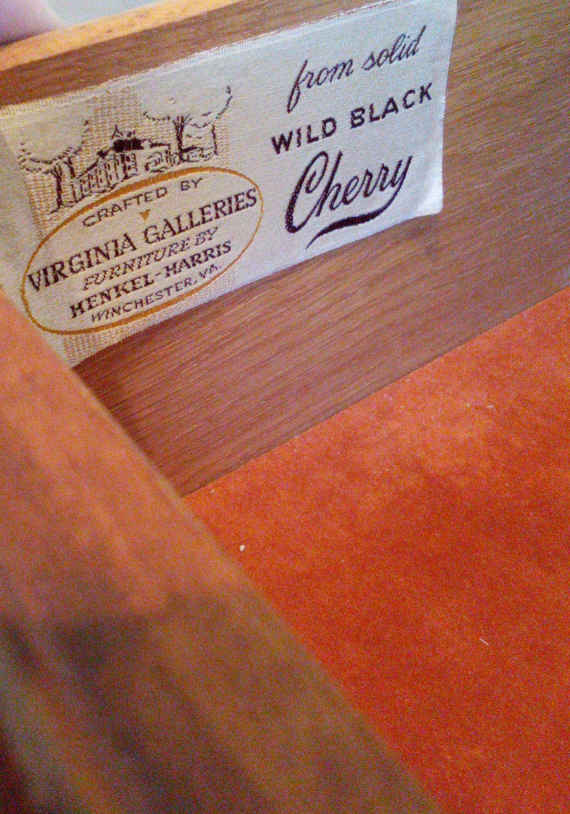 CRAFTED BY
VIRGINIA GALLERIES
FURNITURE BY
HENKEL-HARRIS
WINCHESTER, VA.
from solid
WILD BLACK
Cherry